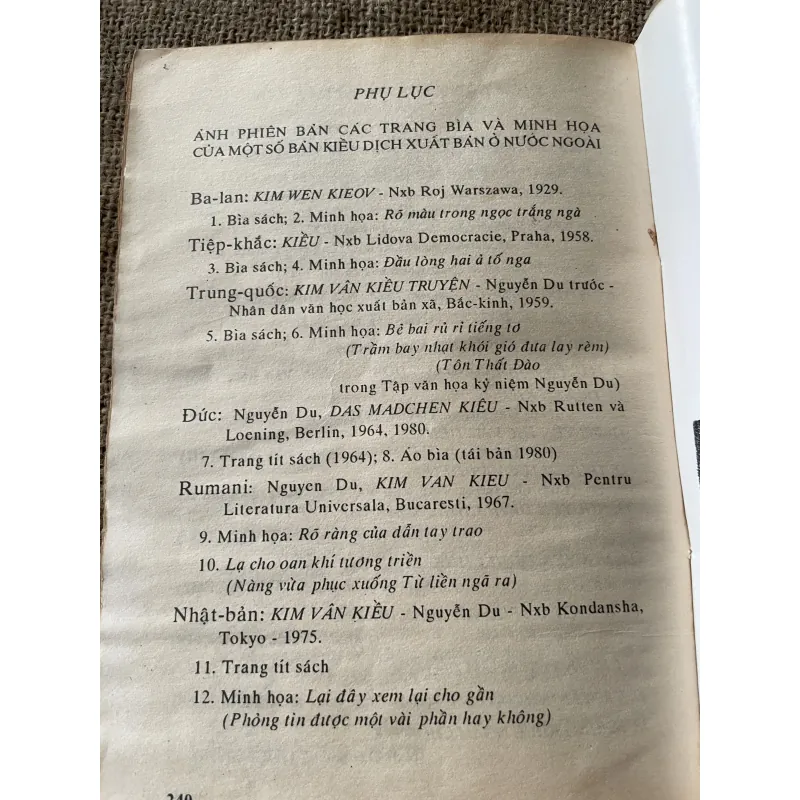 PHỤ LỤC
ẢNH PHIÊN BẢN CÁC TRANG BÌA VÀ MINH HỌA
CỦA MỘT SỐ BẢN KIỀU DỊCH XUẤT BẢN Ở NƯỚC NGOÀI
Ba-lan: KIM WEN KIEOV - Nxb Roj Warszawa, 1929.
1. Bìa sách; 2. Minh họa: Rõ màu trong ngọc trắng ngà
Tiệp-khắc: KIỀU - Nxb Lidova Democracie, Praha, 1958.
3. Bìa sách; 4. Minh họa: Đầu lòng hai ả tố nga
Trung-quốc: KIM VÂN KIỀU TRUYỆN - Nguyễn Du trước -
Nhân dân văn học xuất bản xã, Bắc-kinh, 1959.
5. Bìa sách; 6. Minh họa: Bẻ bai rủ rỉ tiếng tơ
(Trầm bay nhạt khói gió đưa lay rèm)
(Tôn Thất Đào
trong Tập văn họa kỷ niệm Nguyễn Du)
Đức: Nguyễn Du, DAS MADCHEN KIÊU - Nxb Rutten và
Loening, Berlin, 1964, 1980.
7. Trang tít sách (1964); 8. Áo bìa (tái bản 1980)
Rumani: Nguyen Du, KIM VAN KIEU - Nxb Pentru
Literatura Universala, Bucaresti, 1967.
9. Minh họa: Rõ ràng của dẫn tay trao
10. Lạ cho oan khí tương triền
(Nàng vừa phục xuống Từ liền ngã ra)
Nhật-bản: KIM VÂN KIỀU - Nguyễn Du - Nxb Kondansha,
Tokyo - 1975.
11. Trang tít sách
12. Minh họa: Lại đây xem lại cho gần
(Phỏng tin được một vài phần hay không)
240